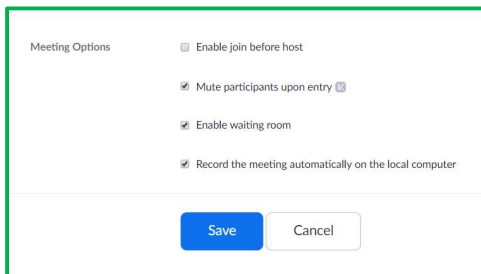 Meeting Options
Enable join before host
Mute participants upon entry
Enable waiting room
Record the meeting automatically on the local computer
Save
Cancel